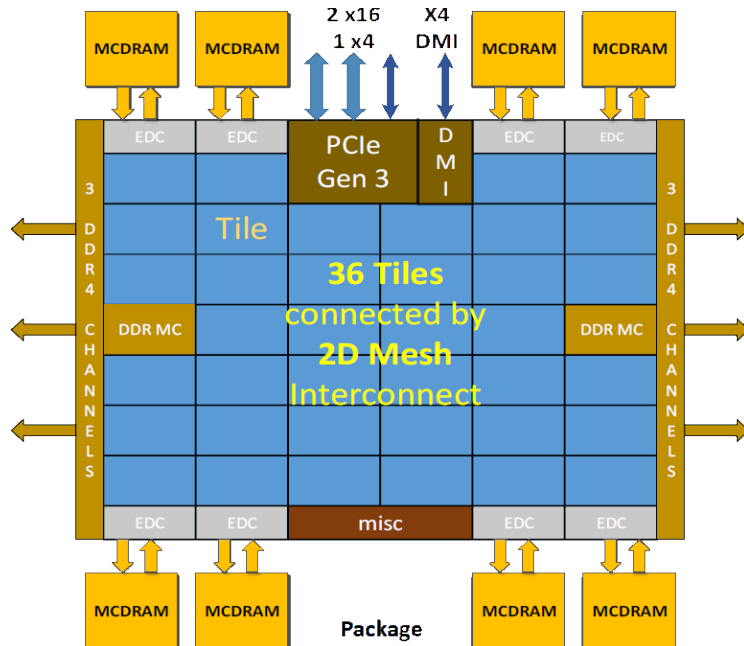 2 x16
1 x4
X4
DMI
MCDRAM
MCDRAM
MCDRAM
MCDRAM
EDC
EDC
PCIe
Gen 3
D
M
I
EDC
EDC
3 DDR4 CHANNELS
Tile
3 DDR4 CHANNELS
36 Tiles
connected by
2D Mesh
Interconnect
DDR MC
DDR MC
EDC
EDC
misc
EDC
EDC
MCDRAM
MCDRAM
MCDRAM
MCDRAM
Package